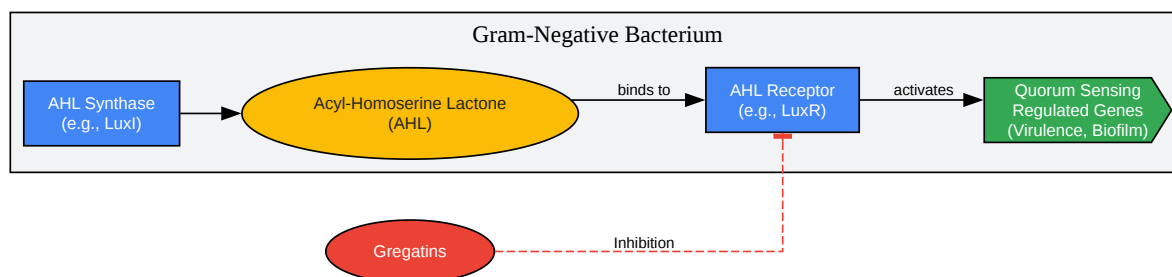 Gram-Negative Bacterium
AHL Synthase
(e.g., LuxI)
Acyl-Homoserine Lactone
(AHL)
binds to
AHL Receptor
(e.g., LuxR)
activates
Quorum Sensing
Regulated Genes
(Virulence, Biofilm)
Gregatins
Inhibition